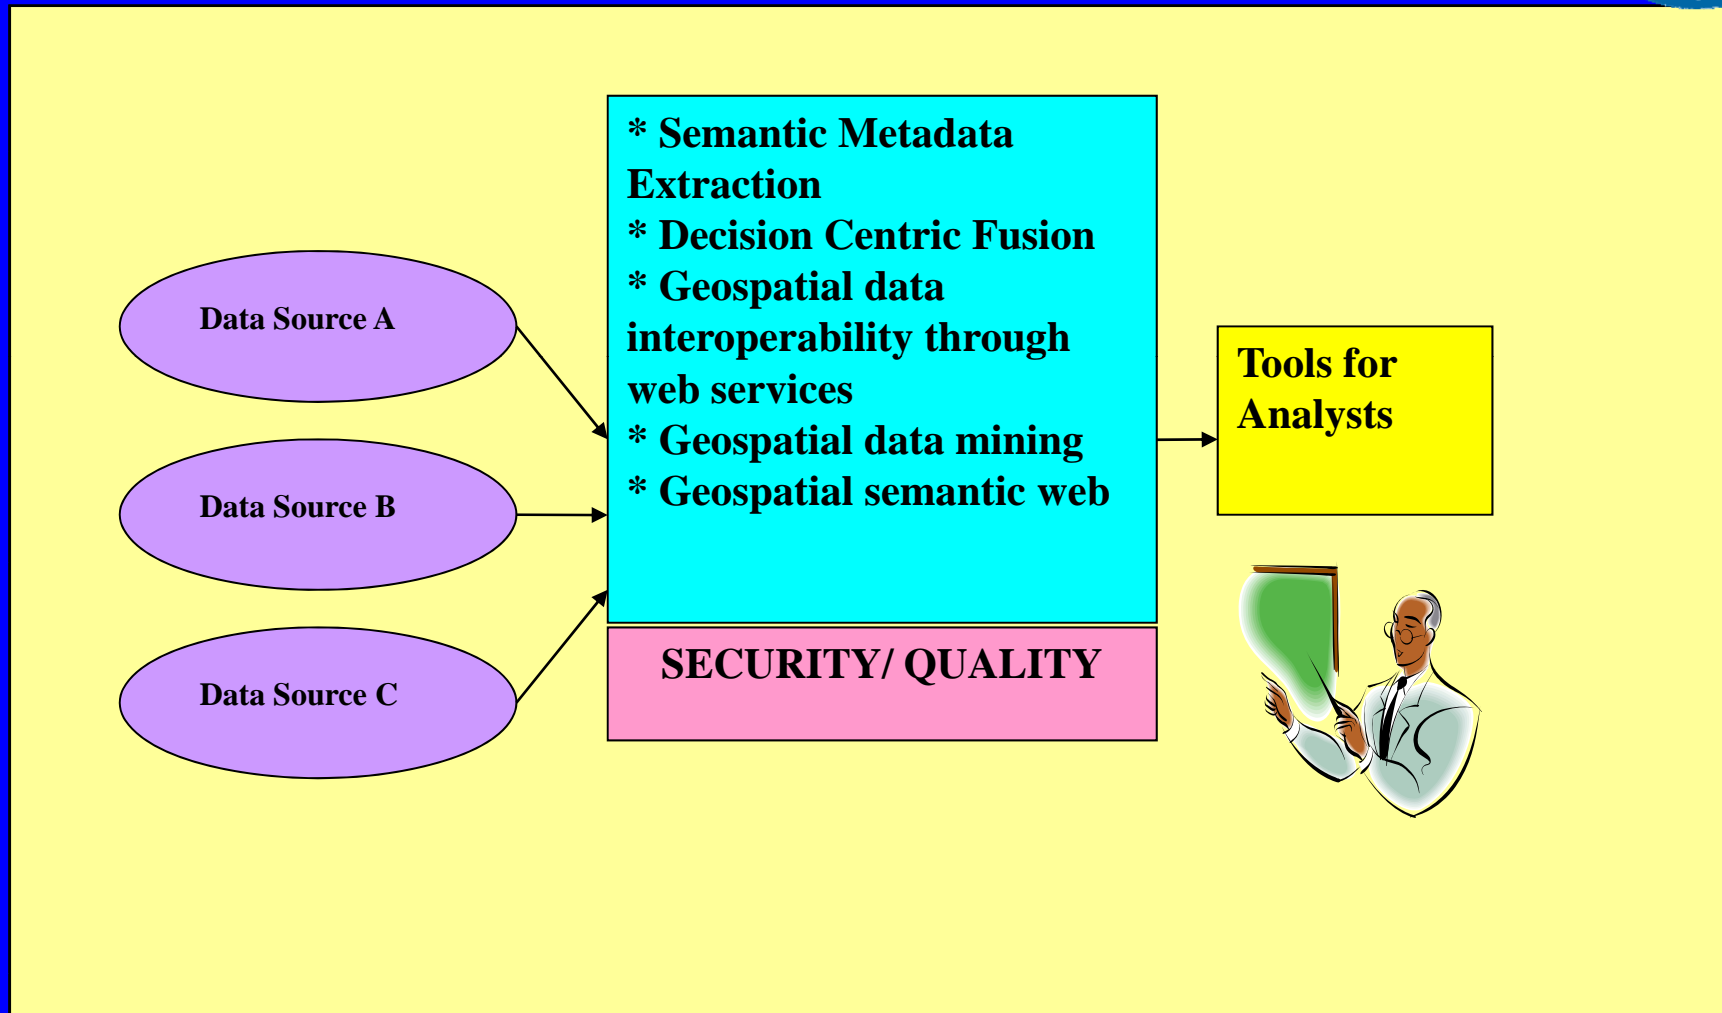 Data Source A
Data Source B
Data Source C
* Semantic Metadata
Extraction
* Decision Centric Fusion
* Geospatial data
interoperability through
web services
* Geospatial data mining
* Geospatial semantic web
SECURITY/ QUALITY
Tools for
Analysts